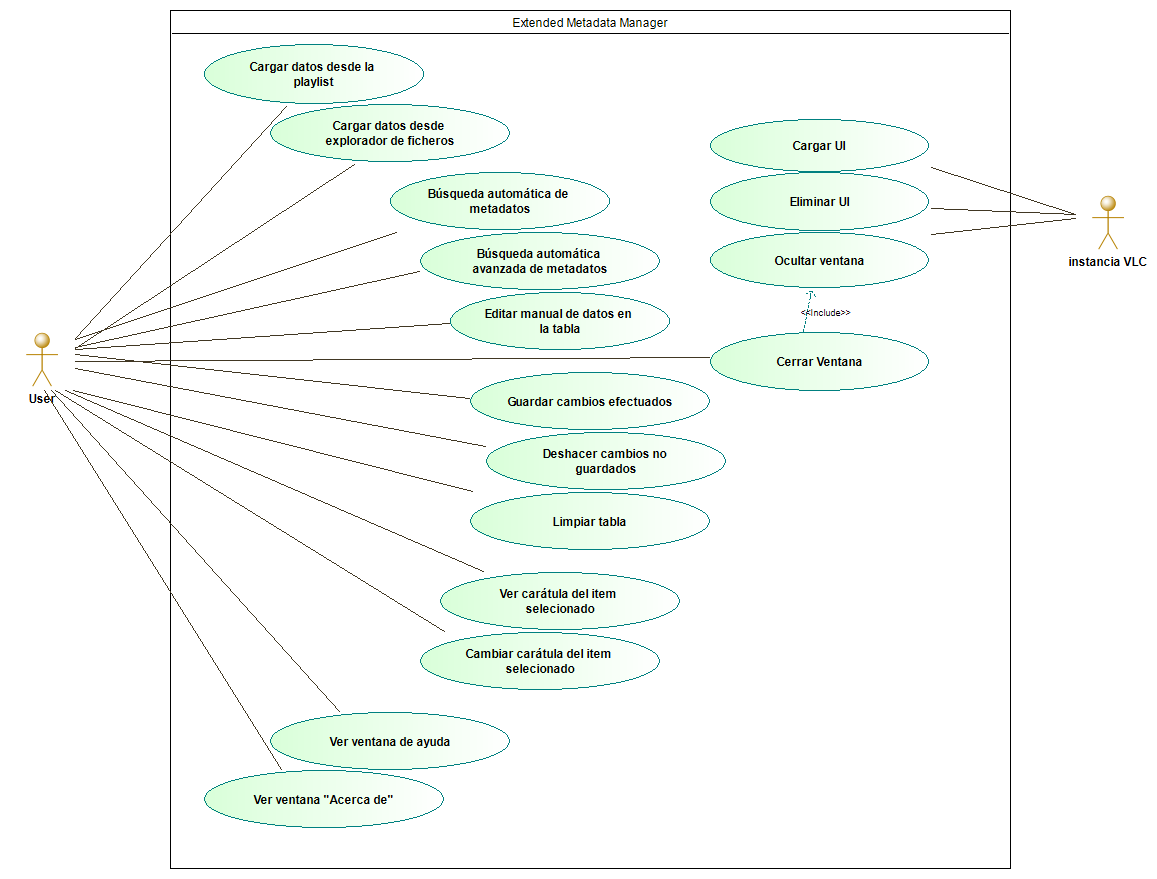 Extended Metadata Manager
Cargar datos desde la
playlist
Cargar datos desde
explorador de ficheros
Búsqueda automática de
metadatos
Búsqueda automática
avanzada de metadatos
Editar manual de datos en
la tabla
Guardar cambios efectuados
Deshacer cambios no
guardados
Limpiar tabla
Ver carátula del item
selecionado
Cambiar carátula del item
selecionado
Ver ventana de ayuda
Ver ventana "Acerca de"
Cargar UI
Eliminar UI
Ocultar ventana
<<Include>>
Cerrar Ventana
User
instancia VLC